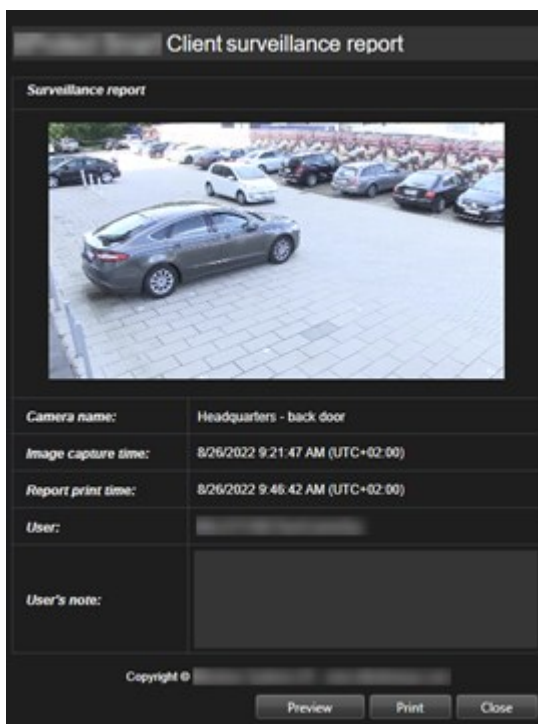 Client surveillance report
Surveillance report
Camera name: Headquarters - back door
Image capture time: 8/26/2022 9:21:47 AM (UTC+02:00)
Report print time: 8/26/2022 9:46:42 AM (UTC+02:00)
User:
User's note:
Copyright ©
Preview Print Close